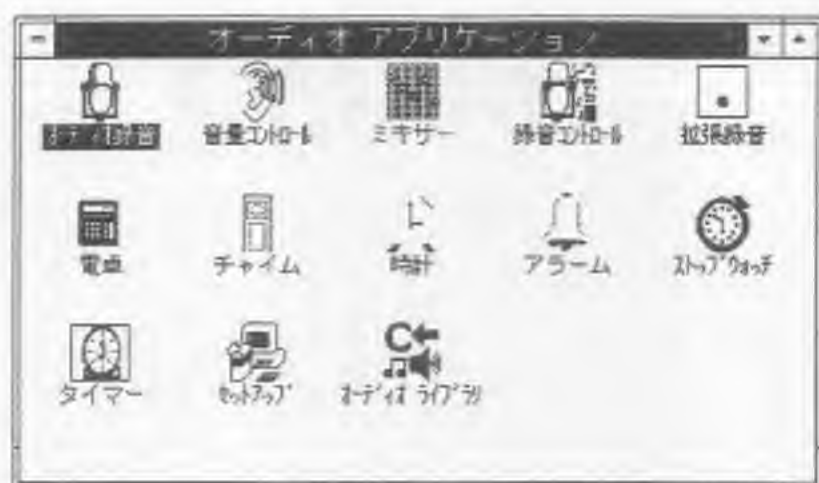 オーディオ アプリケーション
音量ｺﾝﾄﾛｰﾙ ミキサー 録音ｺﾝﾄﾛｰﾙ 拡張録音
電卓 チャイム 時計 アラーム ｽﾄｯﾌﾟｳｫｯﾁ
タイマー ｾｯﾄｱｯﾌﾟ ｵｰﾃﾞｨｵ ﾗｲﾌﾞﾗﾘ